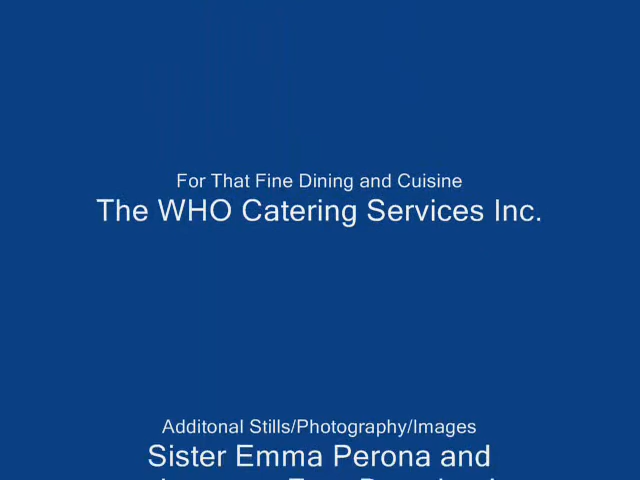 For That Fine Dining and Cuisine
The WHO Catering Services Inc.
Additonal Stills/Photography/Images
Sister Emma Perona and